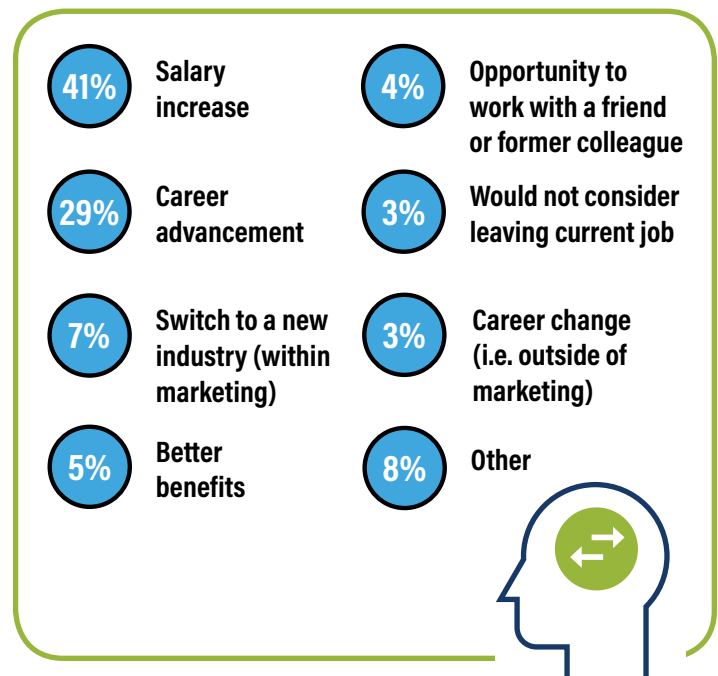 41%
Salary
increase
29%
Career
advancement
7%
Switch to a new
industry (within
marketing)
5%
Better
benefits
4%
Opportunity to
work with a friend
or former colleague
3%
Would not consider
leaving current job
3%
Career change
(i.e. outside of
marketing)
8%
Other